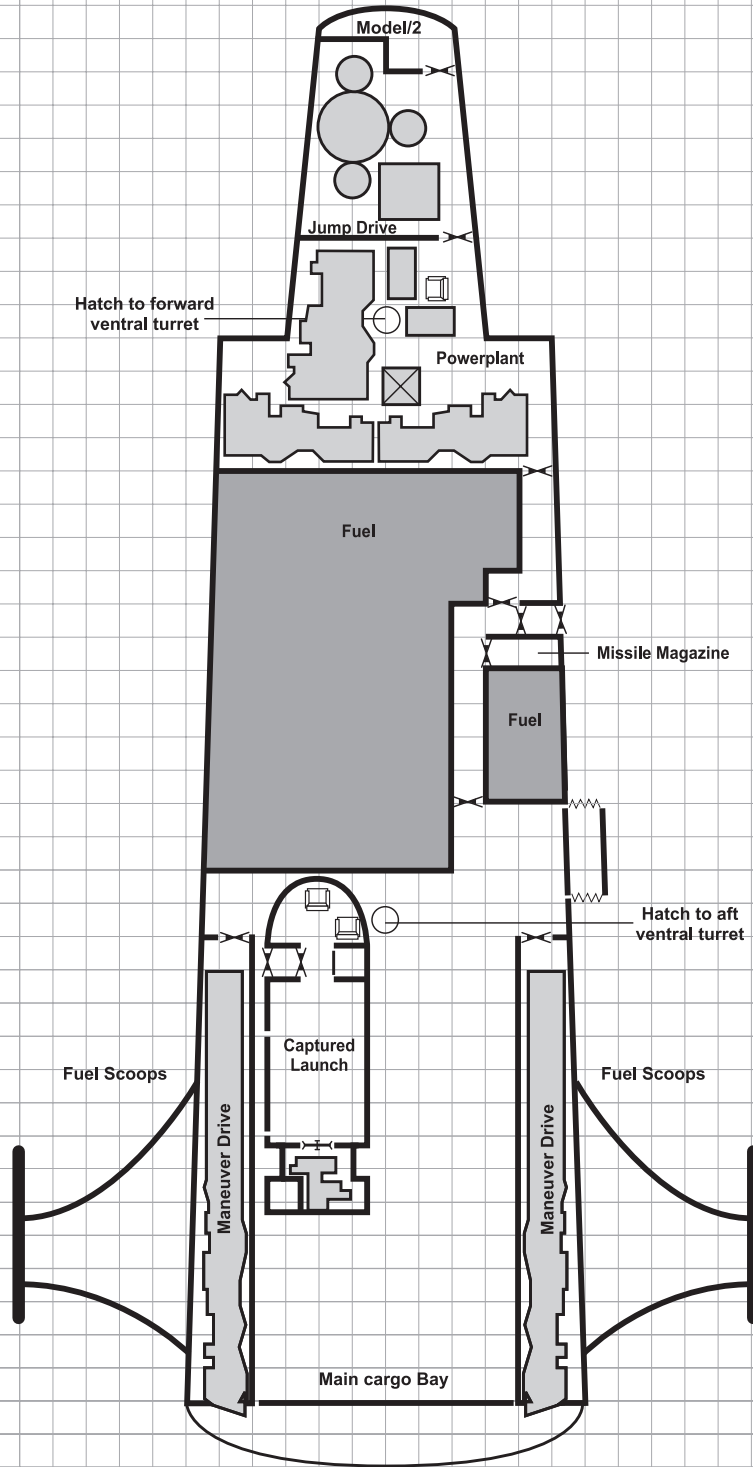 Model/2
Jump Drive
Hatch to forward
ventral turret
Powerplant
Fuel
Missile Magazine
Fuel
Hatch to aft
ventral turret
Captured
Launch
Fuel Scoops
Fuel Scoops
Maneuver Drive
Maneuver Drive
Main cargo Bay